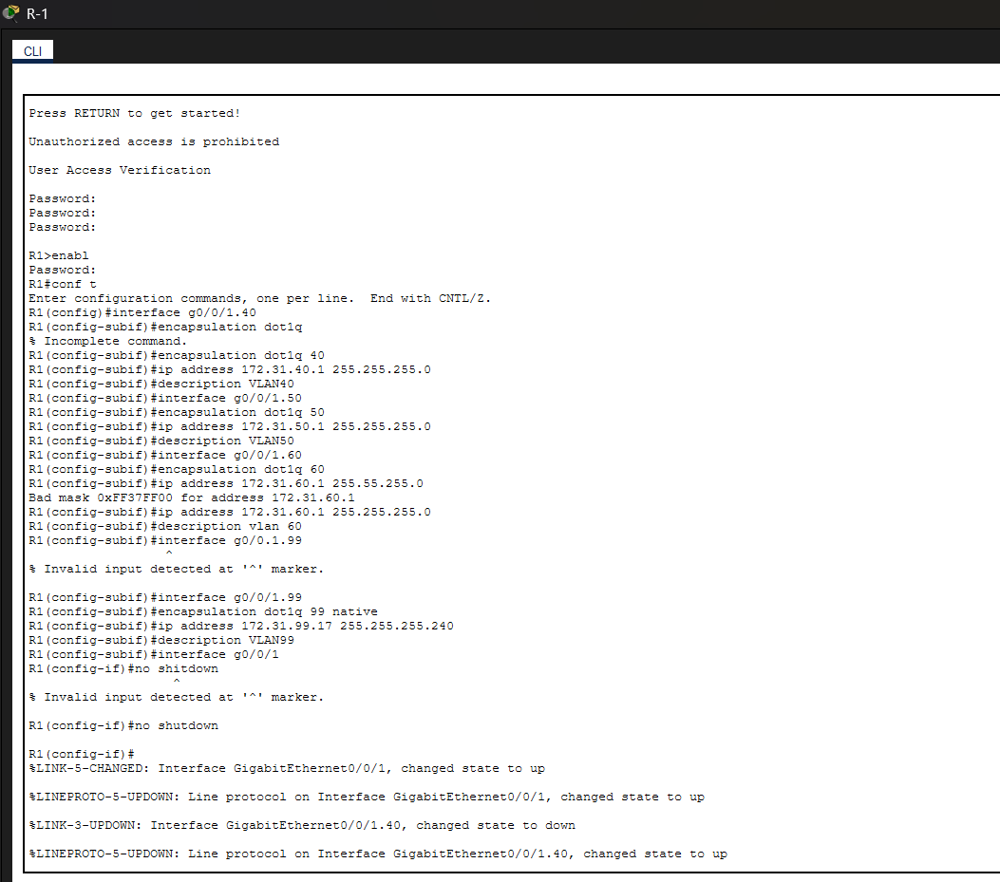 R-1
CLI
Press RETURN to get started!
Unauthorized access is prohibited
User Access Verification
Password:
Password:
Password:
R1>enabl
Password:
R1#conf t
Enter configuration commands, one per line.  End with CNTL/Z.
R1(config)#interface g0/0/1.40
R1(config-subif)#encapsulation dot1q
% Incomplete command.
R1(config-subif)#encapsulation dot1q 40
R1(config-subif)#ip address 172.31.40.1 255.255.255.0
R1(config-subif)#description VLAN40
R1(config-subif)#interface g0/0/1.50
R1(config-subif)#encapsulation dot1q 50
R1(config-subif)#ip address 172.31.50.1 255.255.255.0
R1(config-subif)#description VLAN50
R1(config-subif)#interface g0/0/1.60
R1(config-subif)#encapsulation dot1q 60
R1(config-subif)#ip address 172.31.60.1 255.55.255.0
Bad mask 0xFF37FF00 for address 172.31.60.1
R1(config-subif)#ip address 172.31.60.1 255.255.255.0
R1(config-subif)#description vlan 60
R1(config-subif)#interface g0/0.1.99
^
% Invalid input detected at '^' marker.
R1(config-subif)#interface g0/0/1.99
R1(config-subif)#encapsulation dot1q 99 native
R1(config-subif)#ip address 172.31.99.17 255.255.255.240
R1(config-subif)#description VLAN99
R1(config-subif)#interface g0/0/1
R1(config-if)#no shitdown
^
% Invalid input detected at '^' marker.
R1(config-if)#no shutdown
R1(config-if)#
%LINK-5-CHANGED: Interface GigabitEthernet0/0/1, changed state to up
%LINEPROTO-5-UPDOWN: Line protocol on Interface GigabitEthernet0/0/1, changed state to up
%LINK-3-UPDOWN: Interface GigabitEthernet0/0/1.40, changed state to down
%LINEPROTO-5-UPDOWN: Line protocol on Interface GigabitEthernet0/0/1.40, changed state to up